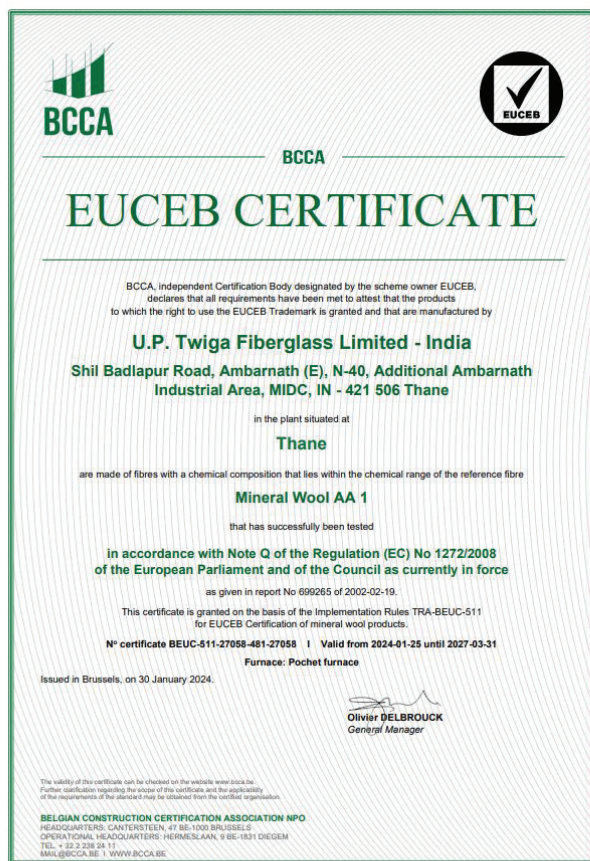 BCCA
EUCEB
BCCA
EUCEB CERTIFICATE
BCCA, independent Certification Body designated by the scheme owner EUCEB,
declares that all requirements have been met to attest that the products
to which the right to use the EUCEB Trademark is granted and that are manufactured by
U.P. Twiga Fiberglass Limited - India
Shil Badlapur Road, Ambarnath (E), N-40, Additional Ambarnath
Industrial Area, MIDC, IN - 421 506 Thane
in the plant situated at
Thane
are made of fibres with a chemical composition that lies within the chemical range of the reference fibre
Mineral Wool AA 1
that has successfully been tested
in accordance with Note Q of the Regulation (EC) No 1272/2008
of the European Parliament and of the Council as currently in force
as given in report No 699265 of 2002-02-19.
This certificate is granted on the basis of the Implementation Rules TRA-BEUC-511
for EUCEB Certification of mineral wool products.
Nº certificate BEUC-511-27058-481-27058 I Valid from 2024-01-25 until 2027-03-31
Furnace: Pochet furnace
Issued in Brussels, on 30 January 2024.
Olivier DELBROUCK
General Manager
The validity of this certificate can be checked on the website www.bcca.be.
Further clarification regarding the scope of this certificate and the applicability
of the requirements of the standard may be obtained from the certified organisation.
BELGIAN CONSTRUCTION CERTIFICATION ASSOCIATION NPO
HEADQUARTERS: CANTERSTEEN, 47 BE-1000 BRUSSELS
OPERATIONAL HEADQUARTERS: HERMESLAAN, 9 BE-1831 DIEGEM
TEL. + 32 2 238 24 11
MAIL@BCCA.BE I WWW.BCCA.BE